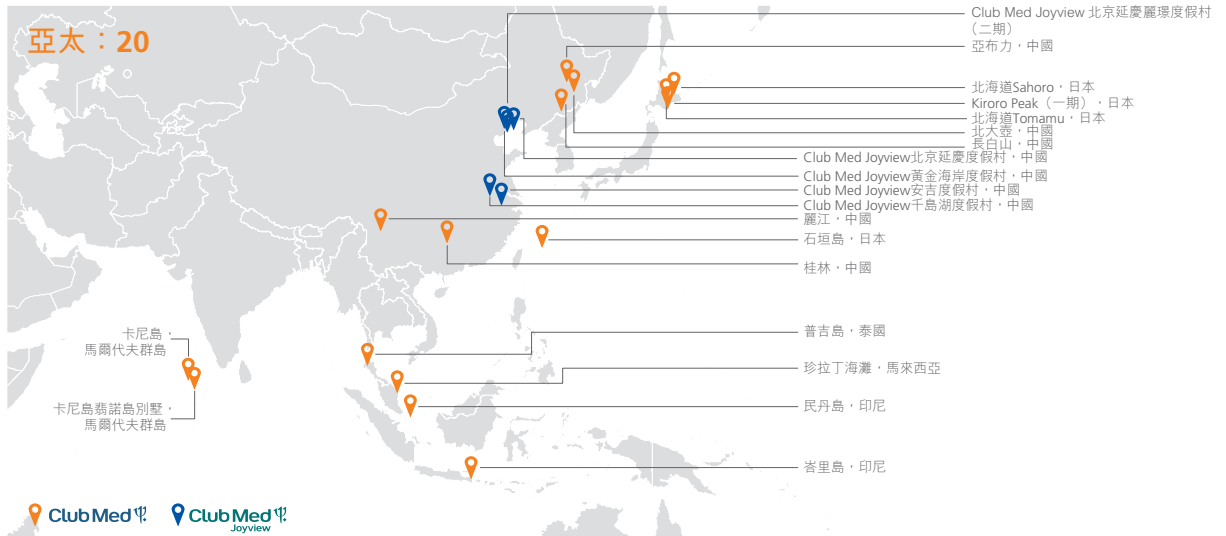 亞太：20
Club Med Joyview 北京延慶麗環度假村
（二期）
亞布力，中國
北海道Sahoro，日本
Kiroro Peak（一期），日本
北海道Tomamu，日本
北大壺，中國
長白山，中國
Club Med Joyview北京延慶度假村，中國
Club Med Joyview黃金海岸度假村，中國
Club Med Joyview安吉度假村，中國
Club Med Joyview千島湖度假村，中國
麗江，中國
石垣島，日本
桂林，中國
普吉島，泰國
珍拉丁海灘，馬來西亞
民丹島，印尼
峇里島，印尼
卡尼島，
馬爾代夫群島
卡尼島翡諾島別墅，
馬爾代夫群島
Club Med
Club Med
Joyview